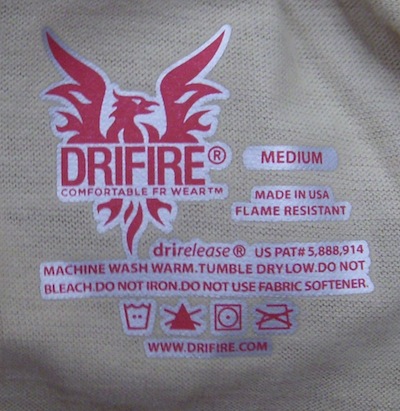 DRIFIRE®
COMFORTABLE FR WEAR™
MEDIUM
MADE IN USA
FLAME RESISTANT
drirelease® US PAT# 5,888,914
MACHINE WASH WARM.TUMBLE DRY LOW.DO NOT
BLEACH.DO NOT IRON.DO NOT USE FABRIC SOFTENER.
WWW.DRIFIRE.COM